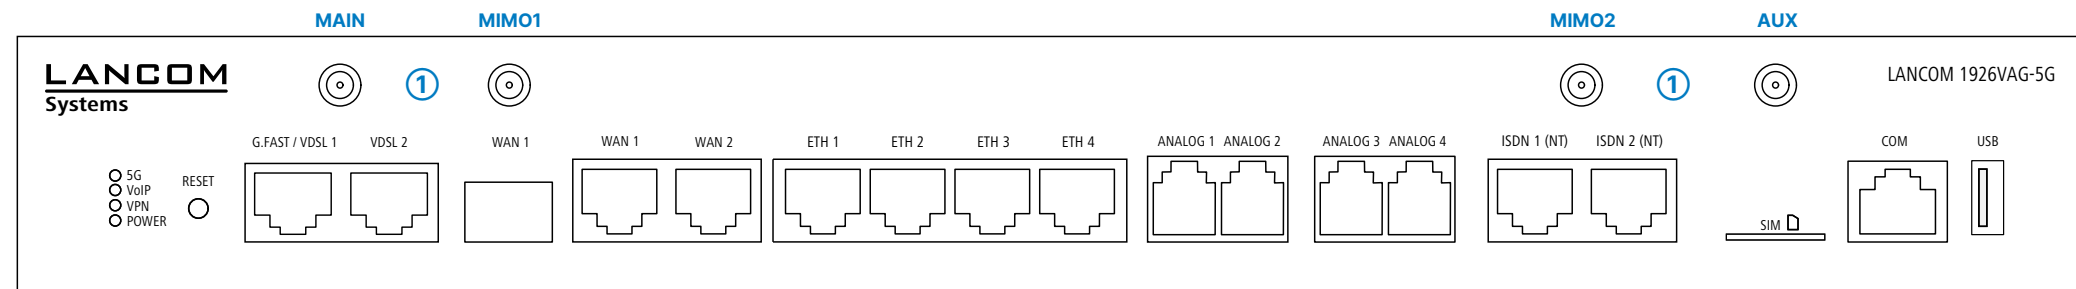 MAIN MIMO1 MIMO2 AUX
LANCOM
Systems
1 1
LANCOM 1926VAG-5G
G.FAST / VDSL 1 VDSL 2 WAN 1 WAN 1 WAN 2 ETH 1 ETH 2 ETH 3 ETH 4 ANALOG 1 ANALOG 2 ANALOG 3 ANALOG 4 ISDN 1 (NT) ISDN 2 (NT) COM USB
5G
VoIP
VPN
POWER
RESET
SIM